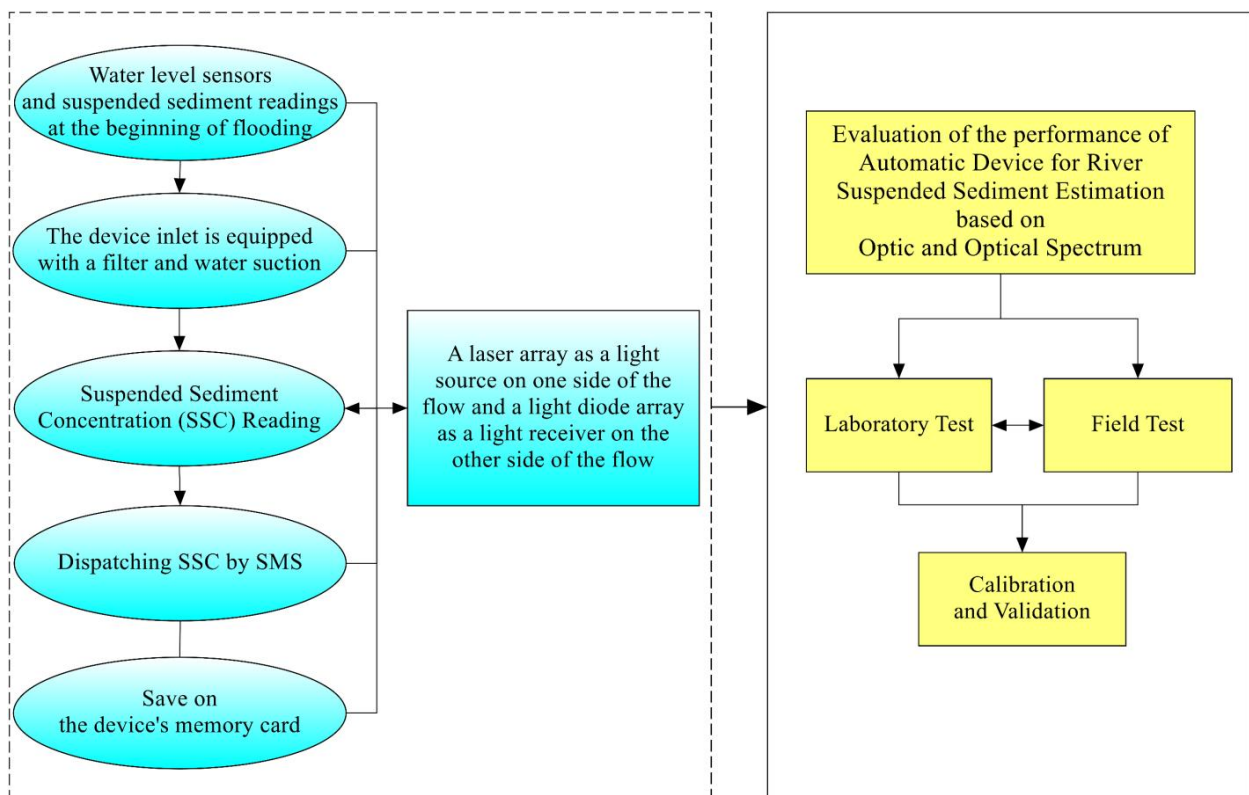 Water level sensors
and suspended sediment readings
at the beginning of flooding
The device inlet is equipped
with a filter and water suction
Suspended Sediment
Concentration (SSC) Reading
Dispatching SSC by SMS
Save on
the device's memory card
A laser array as a light
source on one side of the
flow and a light diode array
as a light receiver on the
other side of the flow
Evaluation of the performance of
Automatic Device for River
Suspended Sediment Estimation
based on
Optic and Optical Spectrum
Laboratory Test
Field Test
Calibration
and Validation